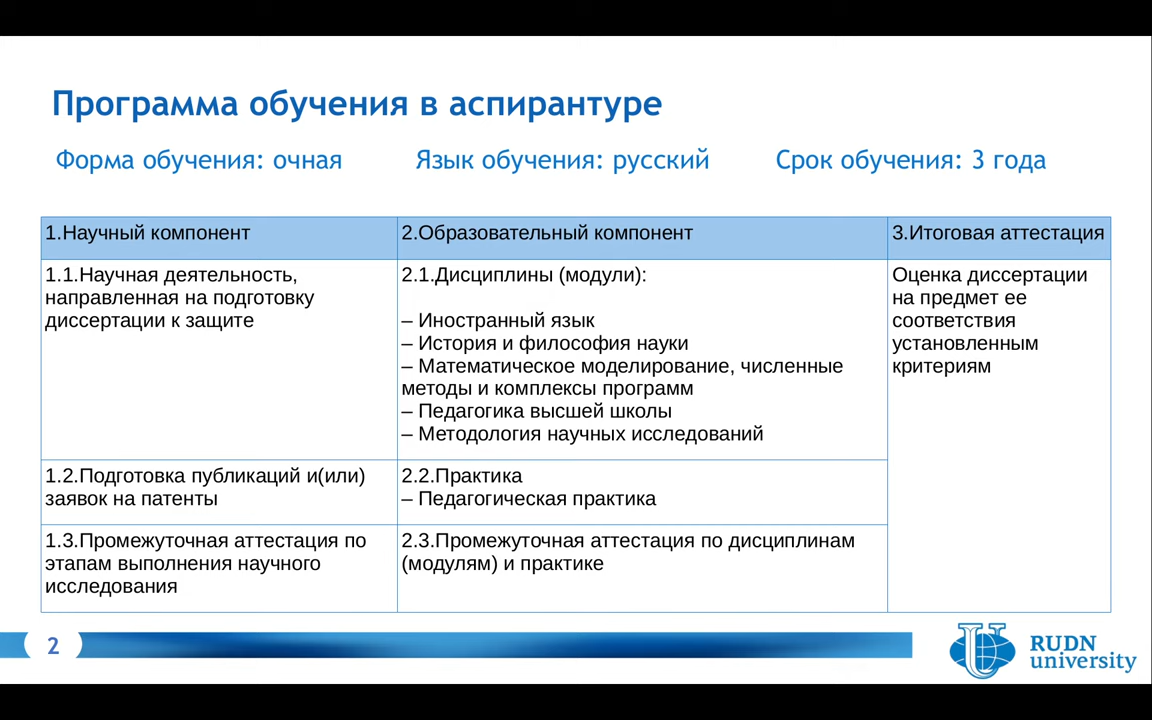 Программа обучения в аспирантуре
Форма обучения: очная
Язык обучения: русский
Срок обучения: 3 года
1.Научный компонент
2.Образовательный компонент
3.Итоговая аттестация
1.1.Научная деятельность,
направленная на подготовку
диссертации к защите
2.1.Дисциплины (модули):
– Иностранный язык
– История и философия науки
– Математическое моделирование, численные
методы и комплексы программ
– Педагогика высшей школы
– Методология научных исследований
Оценка диссертации
на предмет ее
соответствия
установленным
критериям
1.2.Подготовка публикаций и(или)
заявок на патенты
2.2.Практика
– Педагогическая практика
1.3.Промежуточная аттестация по
этапам выполнения научного
исследования
2.3.Промежуточная аттестация по дисциплинам
(модулям) и практике
2
RUDN
university